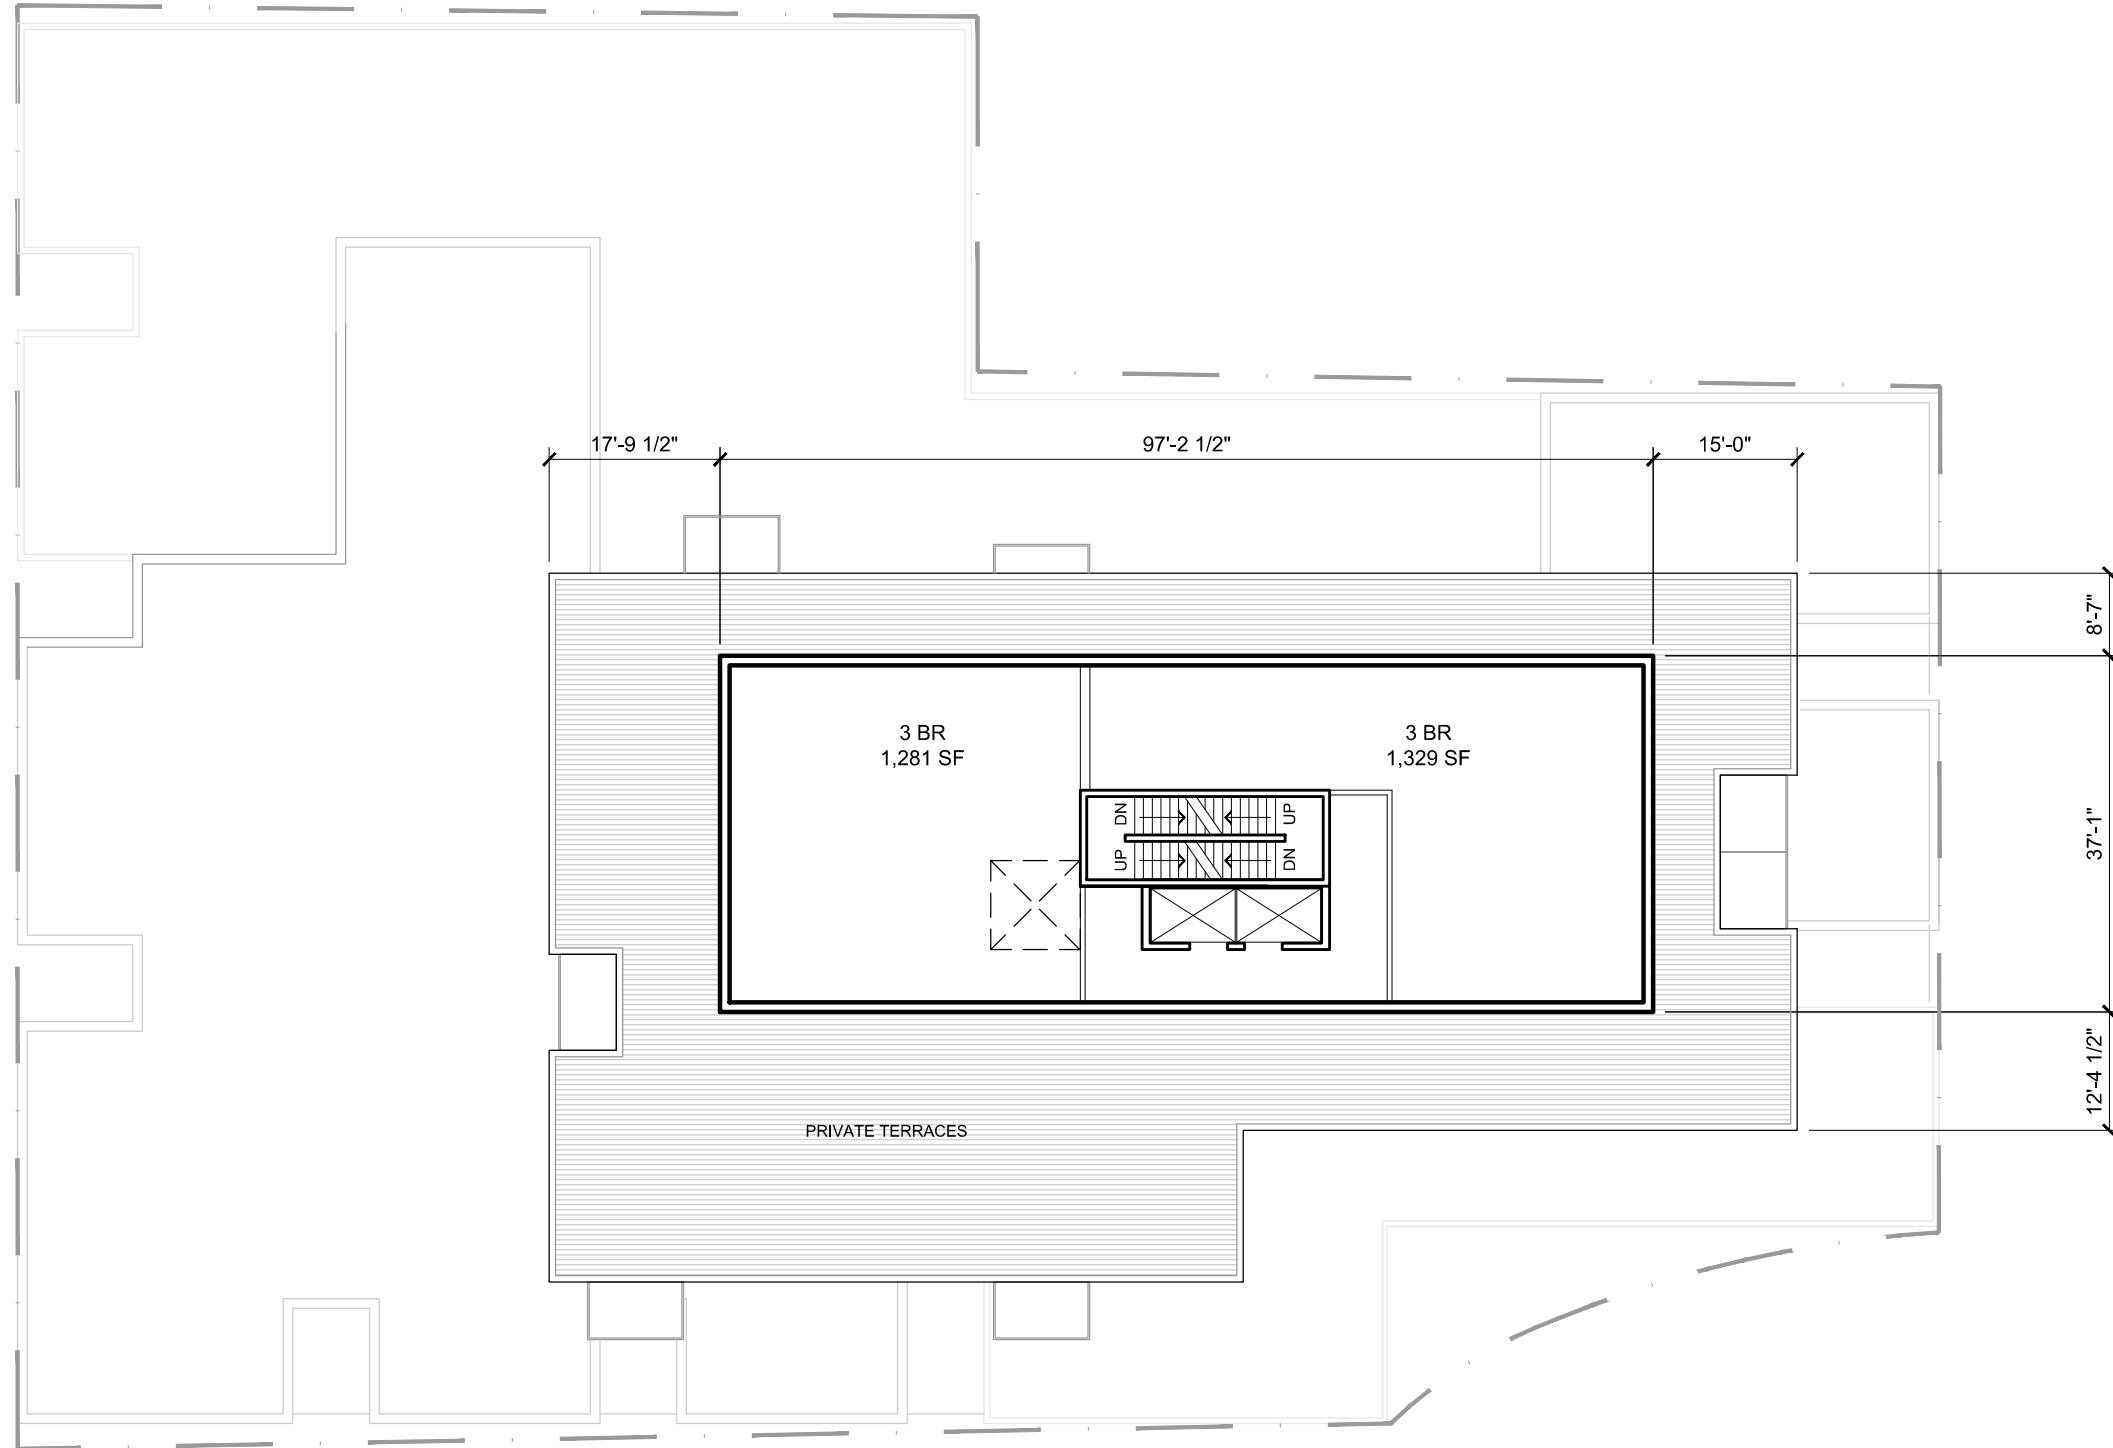 17'-9 1/2"
97'-2 1/2"
15'-0"
8'-7"
3 BR
1,281 SF
3 BR
1,329 SF
DN
UP
UP
DN
37'-1"
12'-4 1/2"
PRIVATE TERRACES